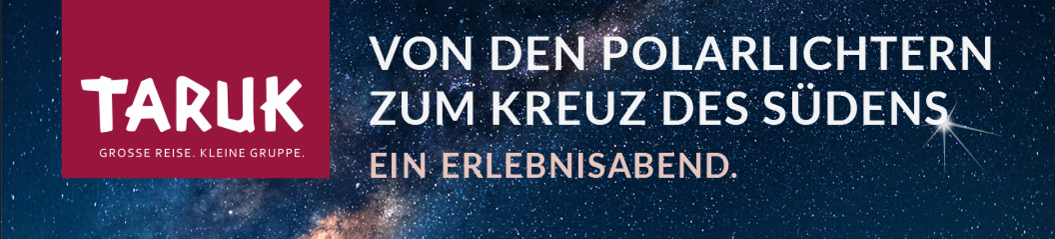 TARUK
GROSSE REISE. KLEINE GRUPPE.
VON DEN POLARLICHTERN
ZUM KREUZ DES SÜDENS
EIN ERLEBNISABEND.